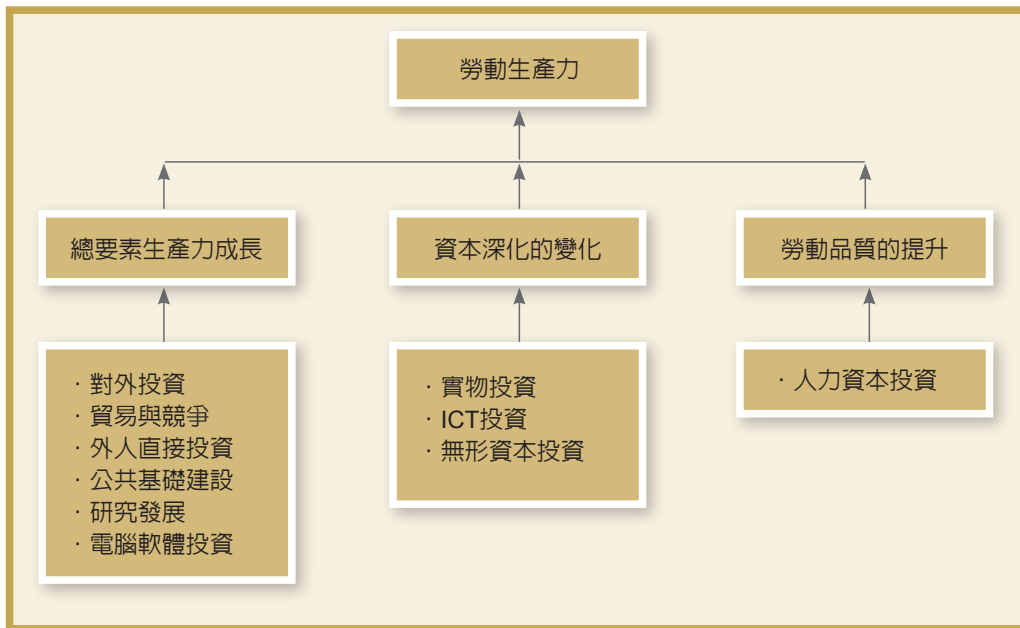 勞動生產力
總要素生產力成長
資本深化的變化
勞動品質的提升
·對外投資
·貿易與競爭
·外人直接投資
·公共基礎建設
·研究發展
·電腦軟體投資
·實物投資
·ICT投資
·無形資本投資
·人力資本投資